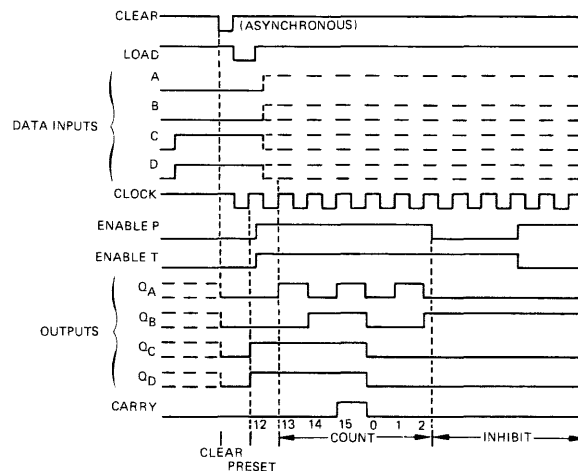 CLEAR
(ASYNCHRONOUS)
LOAD
A
B
DATA INPUTS
C
D
CLOCK
ENABLE P
ENABLE T
QA
QB
OUTPUTS
QC
QD
CARRY
12 13 14 15 0 1 2
COUNT INHIBIT
CLEAR
PRESET